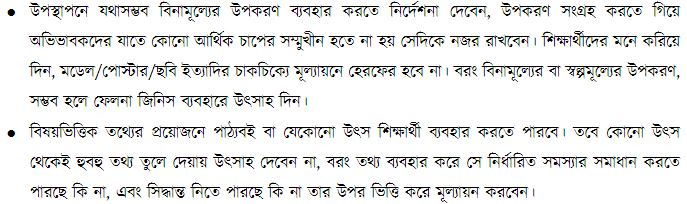 • উপস্থাপনে যথাসম্ভব বিনামূল্যের উপকরণ ব্যবহার করতে নির্দেশনা দেবেন, উপকরণ সংগ্রহ করতে গিয়ে
অভিভাবকদের যাতে কোনো আর্থিক চাপের সম্মুখীন হতে না হয় সেদিকে নজর রাখবেন। শিক্ষার্থীদের মনে করিয়ে
দিন, মডেল/পোস্টার/ছবি ইত্যাদির চাকচিক্যে মূল্যায়নে হেরফের হবে না। বরং বিনামূল্যের বা স্বল্পমূল্যের উপকরণ,
সম্ভব হলে ফেলনা জিনিস ব্যবহারে উৎসাহ দিন।
• বিষয়ভিত্তিক তথ্যের প্রয়োজনে পাঠ্যবই বা যেকোনো উৎস শিক্ষার্থী ব্যবহার করতে পারবে। তবে কোনো উৎস
থেকেই হুবহু তথ্য তুলে দেয়ায় উৎসাহ দেবেন না, বরং তথ্য ব্যবহার করে সে নির্ধারিত সমস্যার সমাধান করতে
পারছে কি না, এবং সিদ্ধান্ত নিতে পারছে কি না তার উপর ভিত্তি করে মূল্যায়ন করবেন।